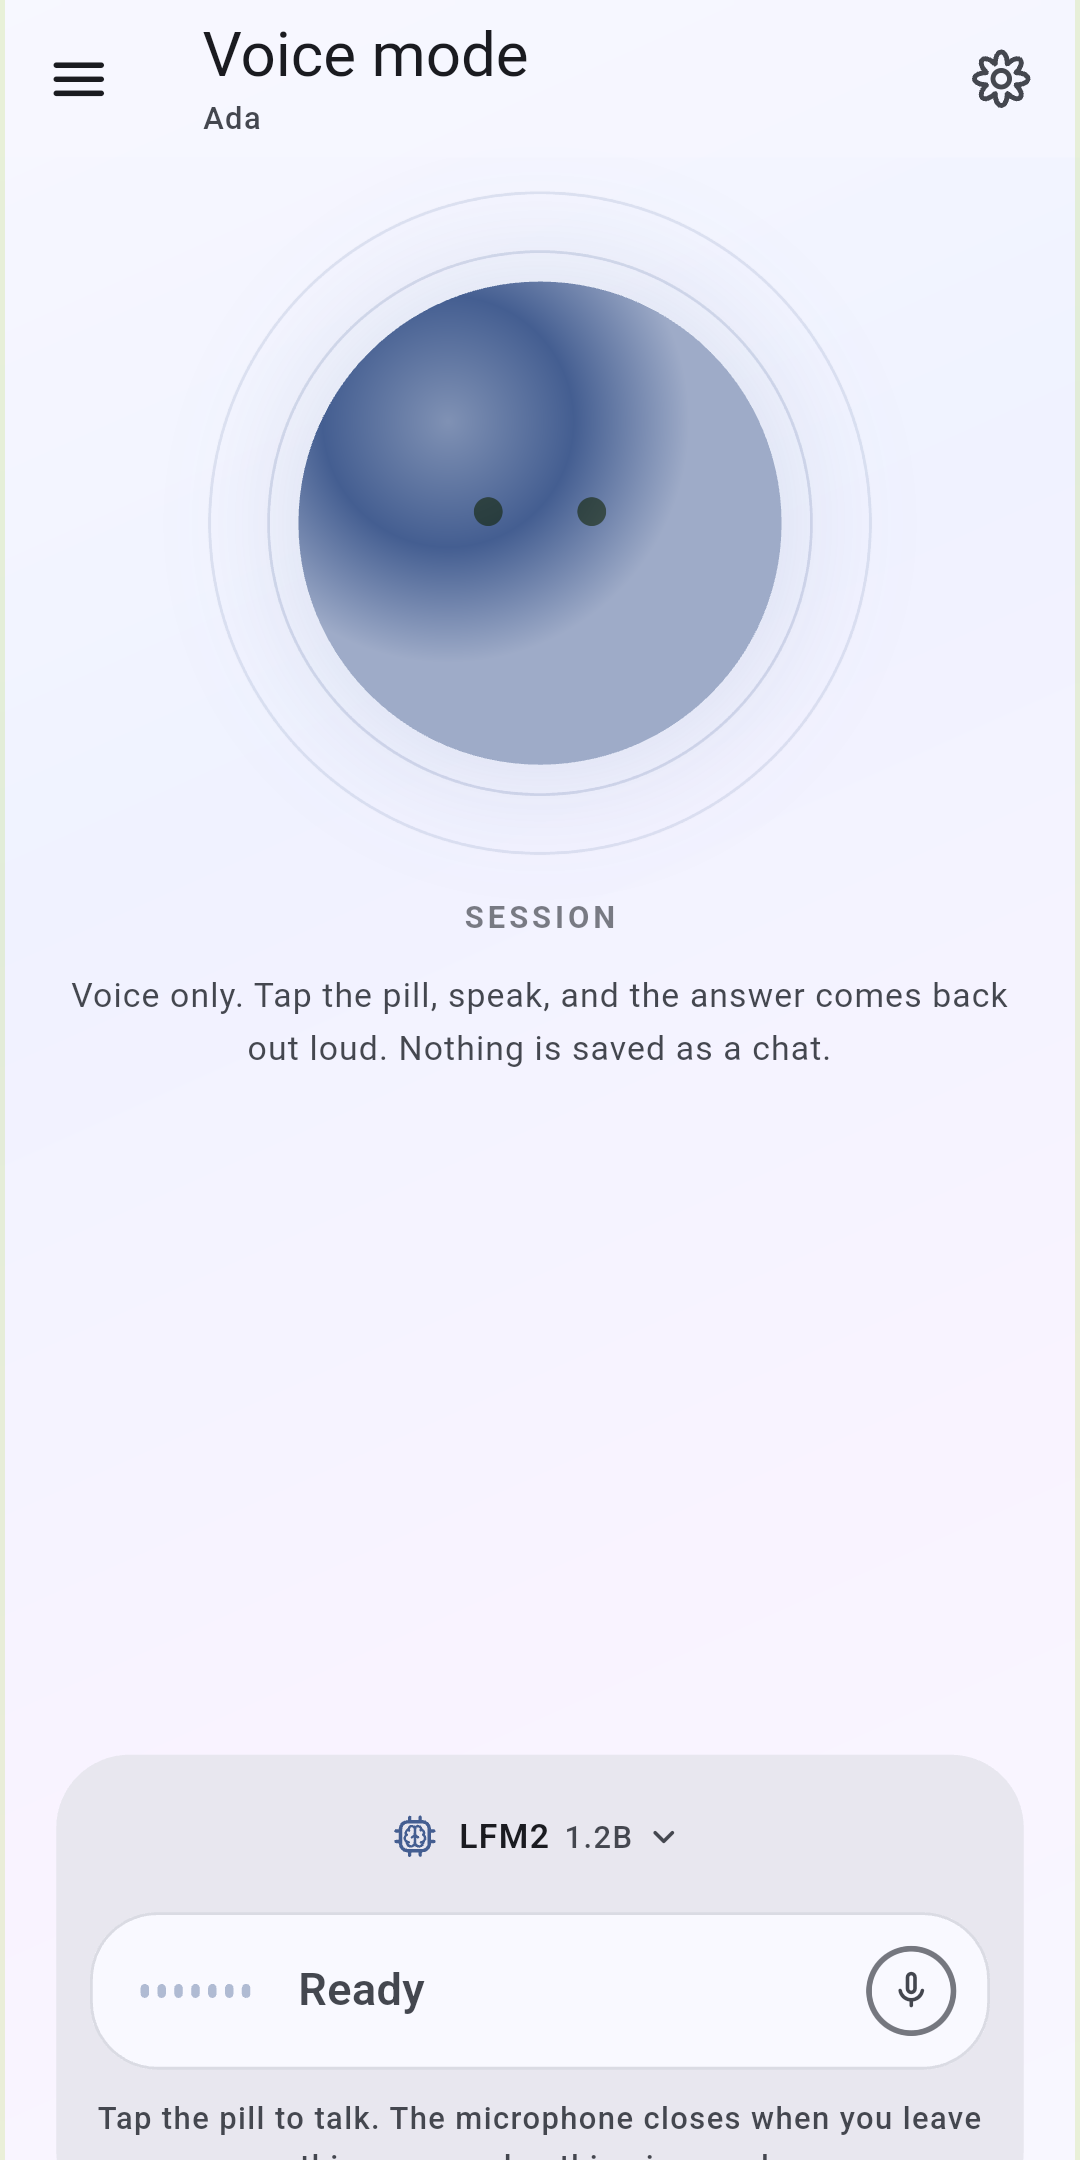 Voice mode
Ada
SESSION
Voice only. Tap the pill, speak, and the answer comes back
out loud. Nothing is saved as a chat.
LFM2 1.2B
Ready
Tap the pill to talk. The microphone closes when you leave